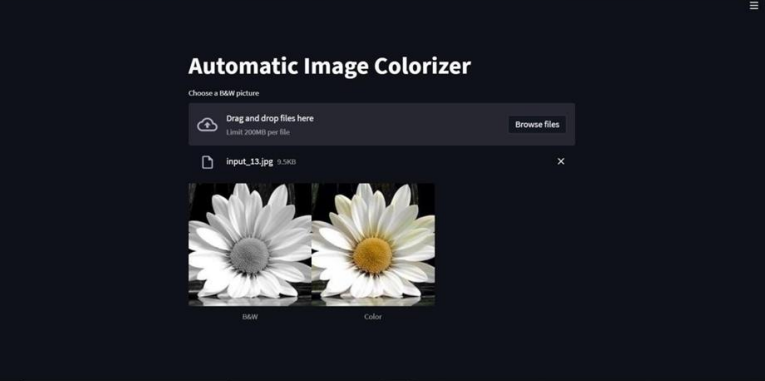 Automatic Image Colorizer
Choose a B&W picture
Drag and drop files here
Limit 200MB per file
Browse files
input_13.jpg 9.5KB
B&W
Color